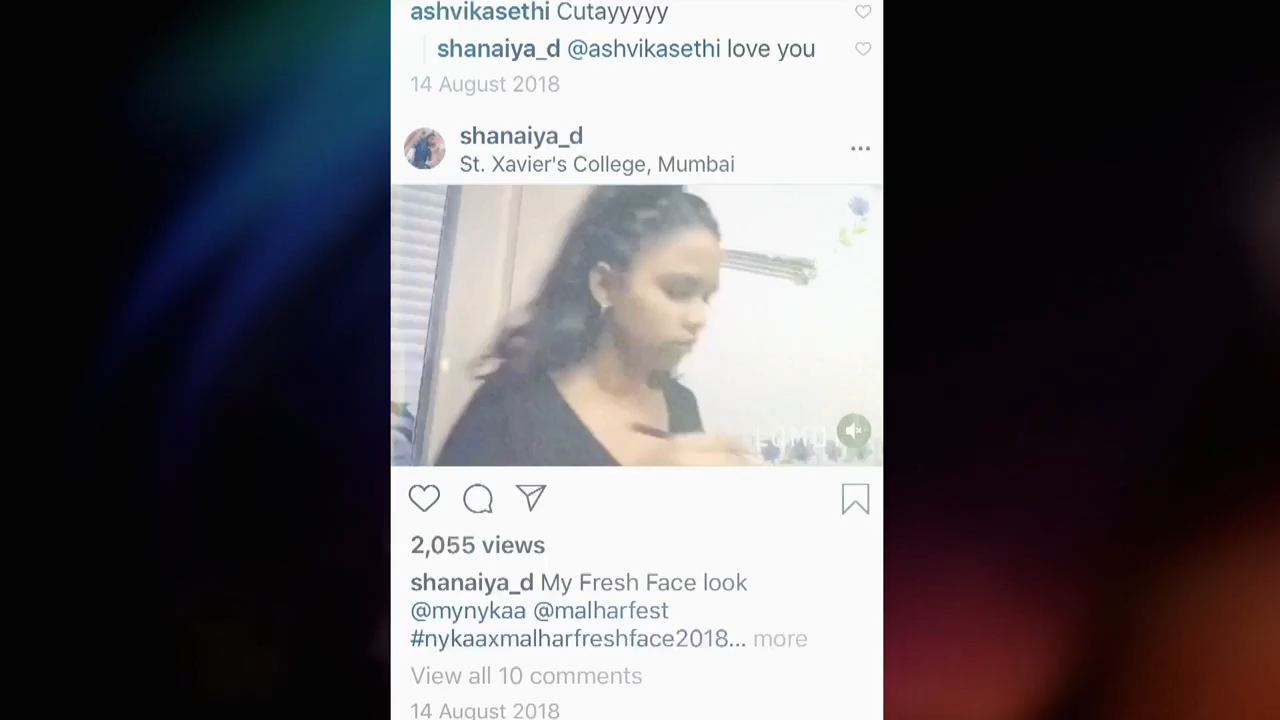 ashvikasethi Cutayyyyy
shanaiya_d @ashvikasethi love you
14 August 2018
shanaiya_d
St. Xavier's College, Mumbai
LOMO
2,055 views
shanaiya_d My Fresh Face look
@mynykaa @malharfest
#nykaaxmalharfreshface2018... more
View all 10 comments
14 August 2018